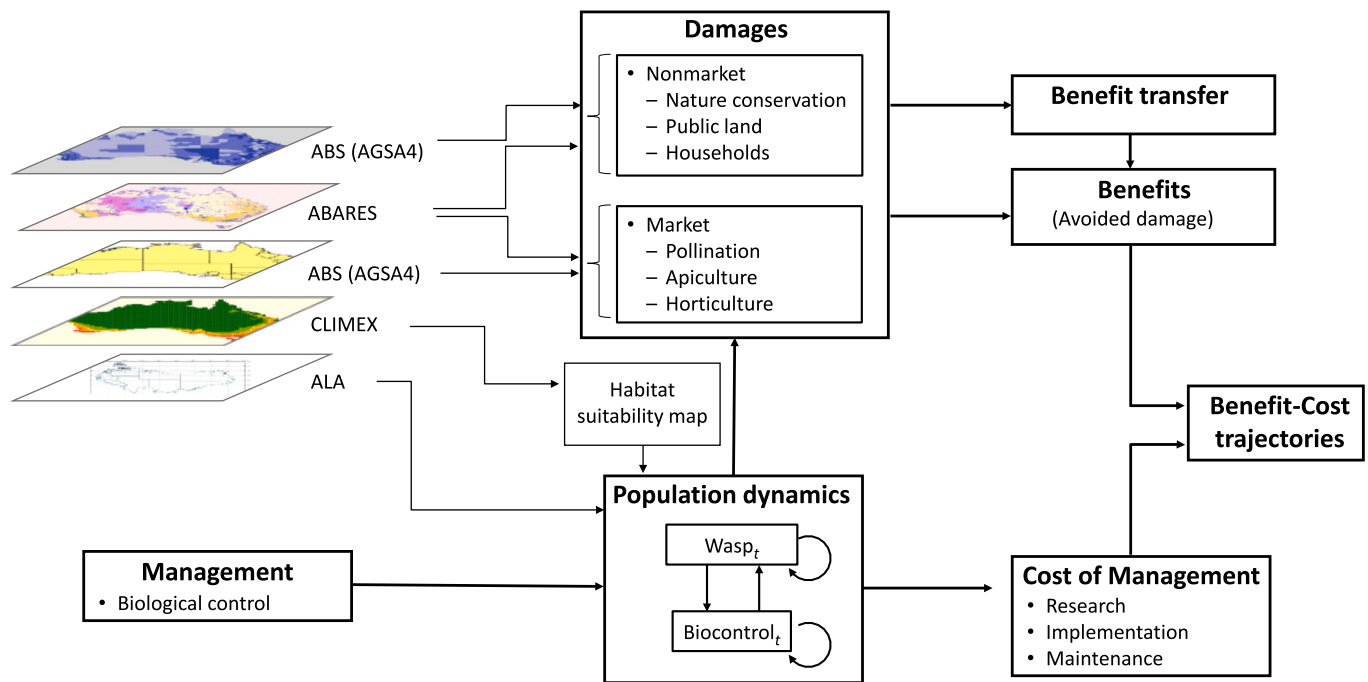 Damages
• Nonmarket
– Nature conservation
– Public land
– Households
• Market
– Pollination
– Apiculture
– Horticulture
ABS (AGSA4)
ABARES
ABS (AGSA4)
CLIMEX
ALA
Benefit transfer
Benefits
(Avoided damage)
Habitat
suitability map
Benefit-Cost
trajectories
Population dynamics
Waspₜ
Biocontrolₜ
Management
• Biological control
Cost of Management
• Research
• Implementation
• Maintenance